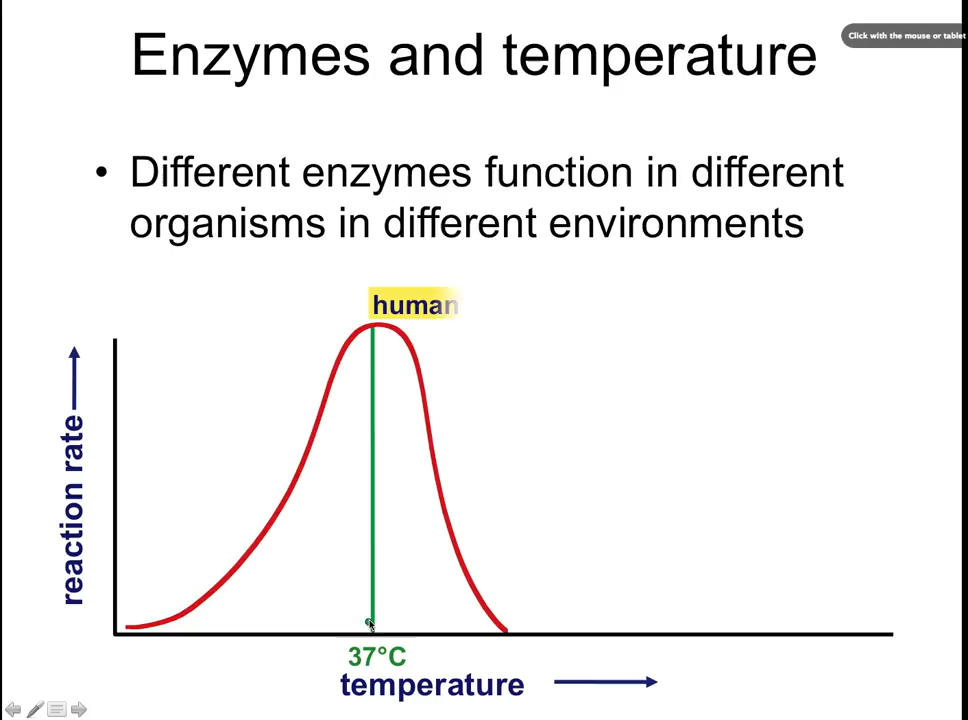 Enzymes and temperature
Click with the mouse or tablet
• Different enzymes function in different
organisms in different environments
human
reaction rate
37°C
temperature